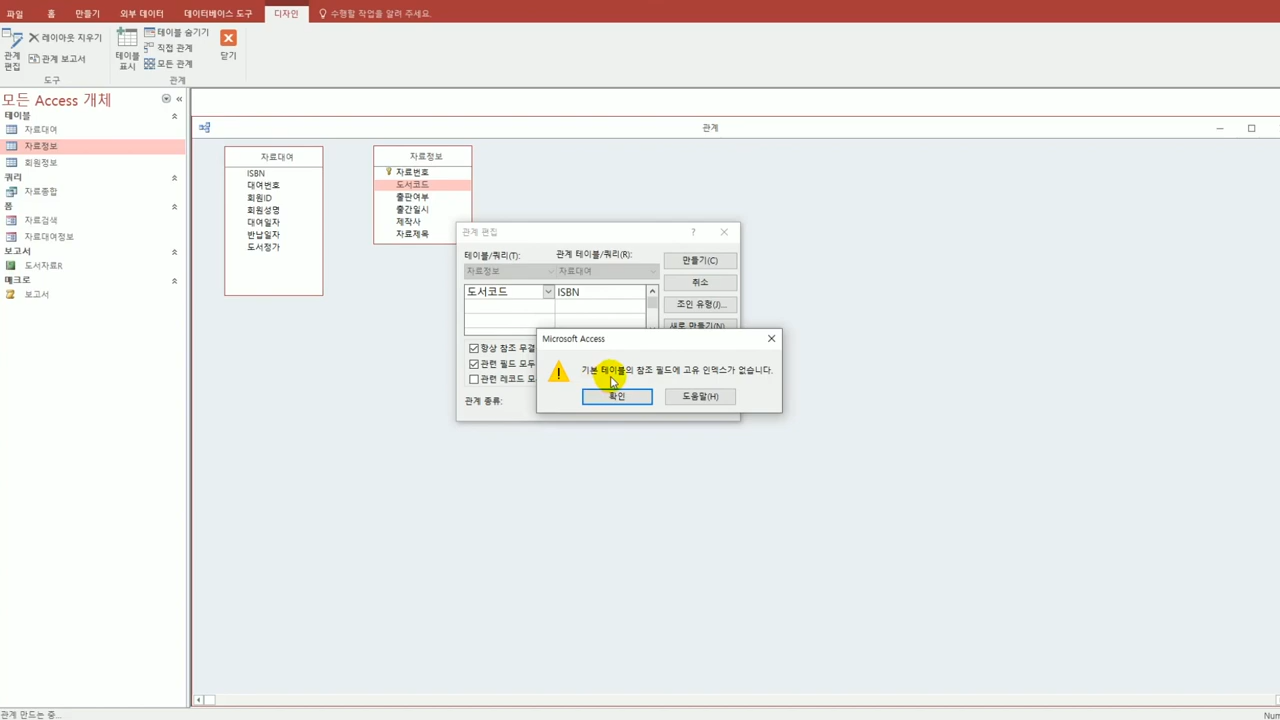 파일 홈 만들기 외부 데이터 데이터베이스 도구 디자인 수행할 작업을 알려 주세요.
관계 편집
레이아웃 지우기
관계 보고서
도구
테이블 표시
테이블 숨기기
직접 관계
모든 관계
관계
닫기
모든 Access 개체
테이블
자료대여
자료정보
회원정보
쿼리
자료종합
폼
자료검색
자료대여정보
보고서
도서자료R
매크로
보고서
관계
자료대여
ISBN
대여번호
회원ID
회원성명
대여일자
반납일자
도서정가
자료정보
자료번호
도서코드
출판여부
출간일시
제작사
자료제목
관계 편집
테이블/쿼리(T): 관계 테이블/쿼리(R):
자료정보 자료대여
도서코드 ISBN
만들기(C)
취소
조인 유형(J)...
새로 만들기(N)..
항상 참조 무결
관련 필드 모두
관련 레코드 모
관계 종류:
Microsoft Access
기본 테이블의 참조 필드에 고유 인덱스가 없습니다.
확인 도움말(H)
관계 만드는 중... Num